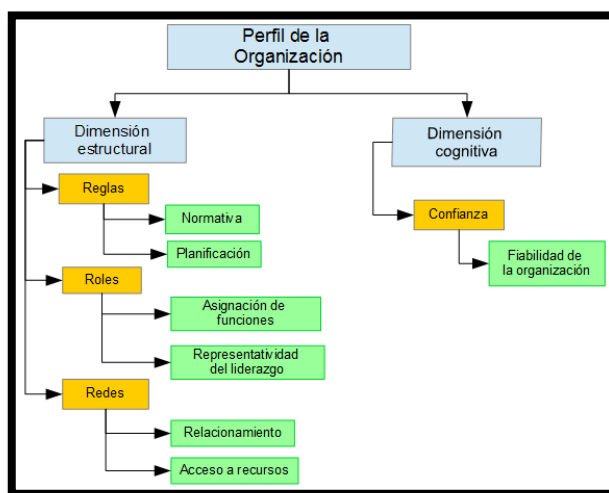 Perfil de la
Organización
Dimensión
estructural
Reglas
Normativa
Planificación
Roles
Asignación de
funciones
Representatividad
del liderazgo
Redes
Relacionamiento
Acceso a recursos
Dimensión
cognitiva
Confianza
Fiabilidad de
la organización